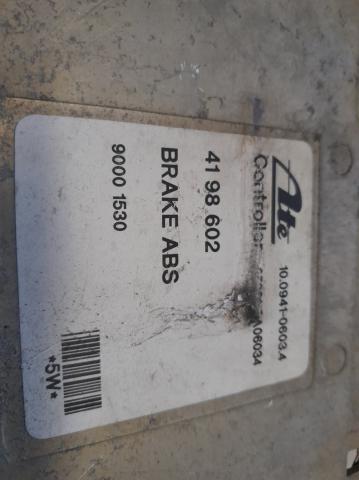 Ate
10.0941-0603.4
Controller
A06034
41 98 602
BRAKE ABS
9000 1530
*5W*